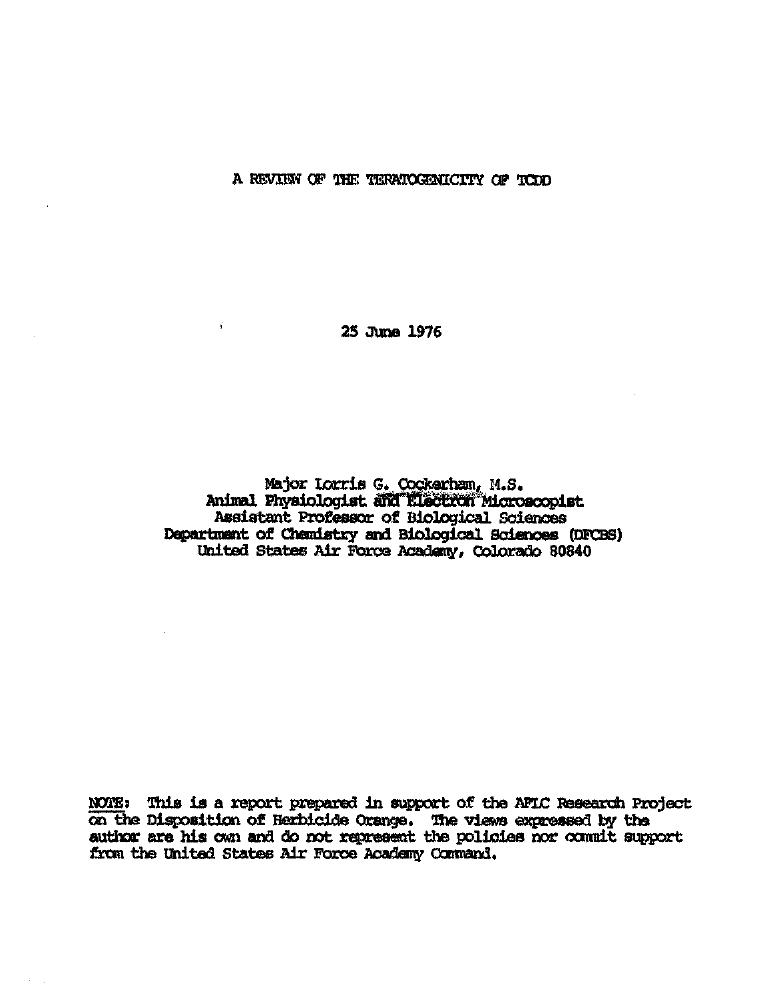 A REVIEW OF THE TERATOGENICITY OF TCDD
25 June 1976
Major Lorris G. Cockerham, M.S.
Animal Physiologist and Electron Microscopist
Assistant Professor of Biological Sciences
Department of Chemistry and Biological Sciences (DFCBS)
United States Air Force Academy, Colorado 80840
NOTE: This is a report prepared in support of the AFLC Research Project
on the Disposition of Herbicide Orange. The views expressed by the
author are his own and do not represent the policies nor commit support
from the United States Air Force Academy Command.